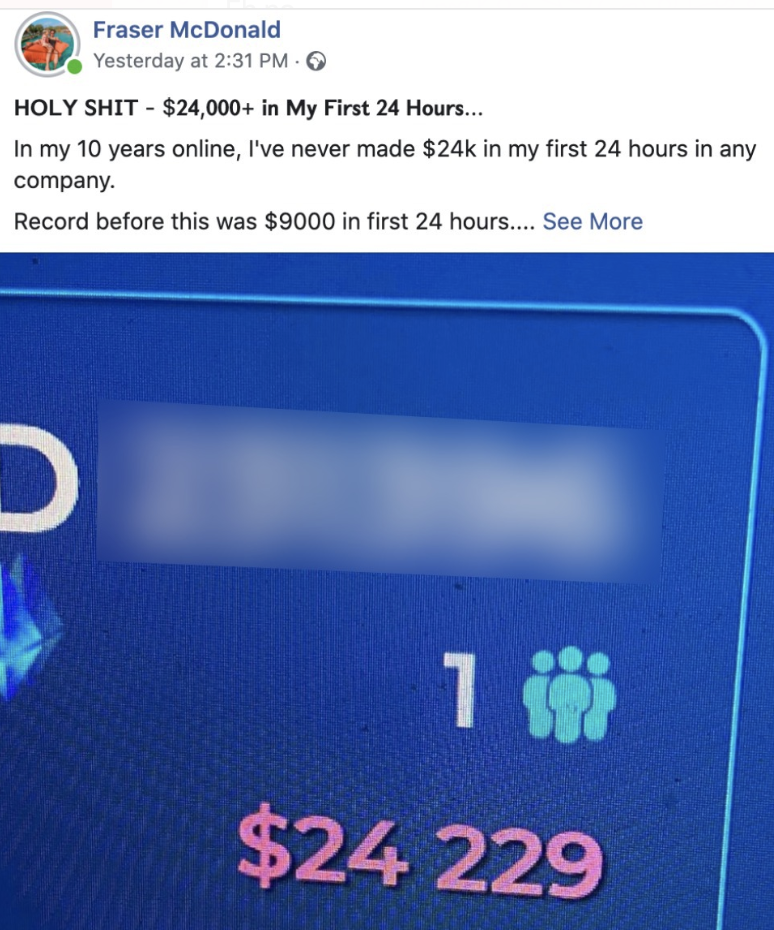 Fraser McDonald
Yesterday at 2:31 PM ·
HOLY SHIT - $24,000+ in My First 24 Hours...
In my 10 years online, I've never made $24k in my first 24 hours in any
company.
Record before this was $9000 in first 24 hours.... See More
D
1
$24 229